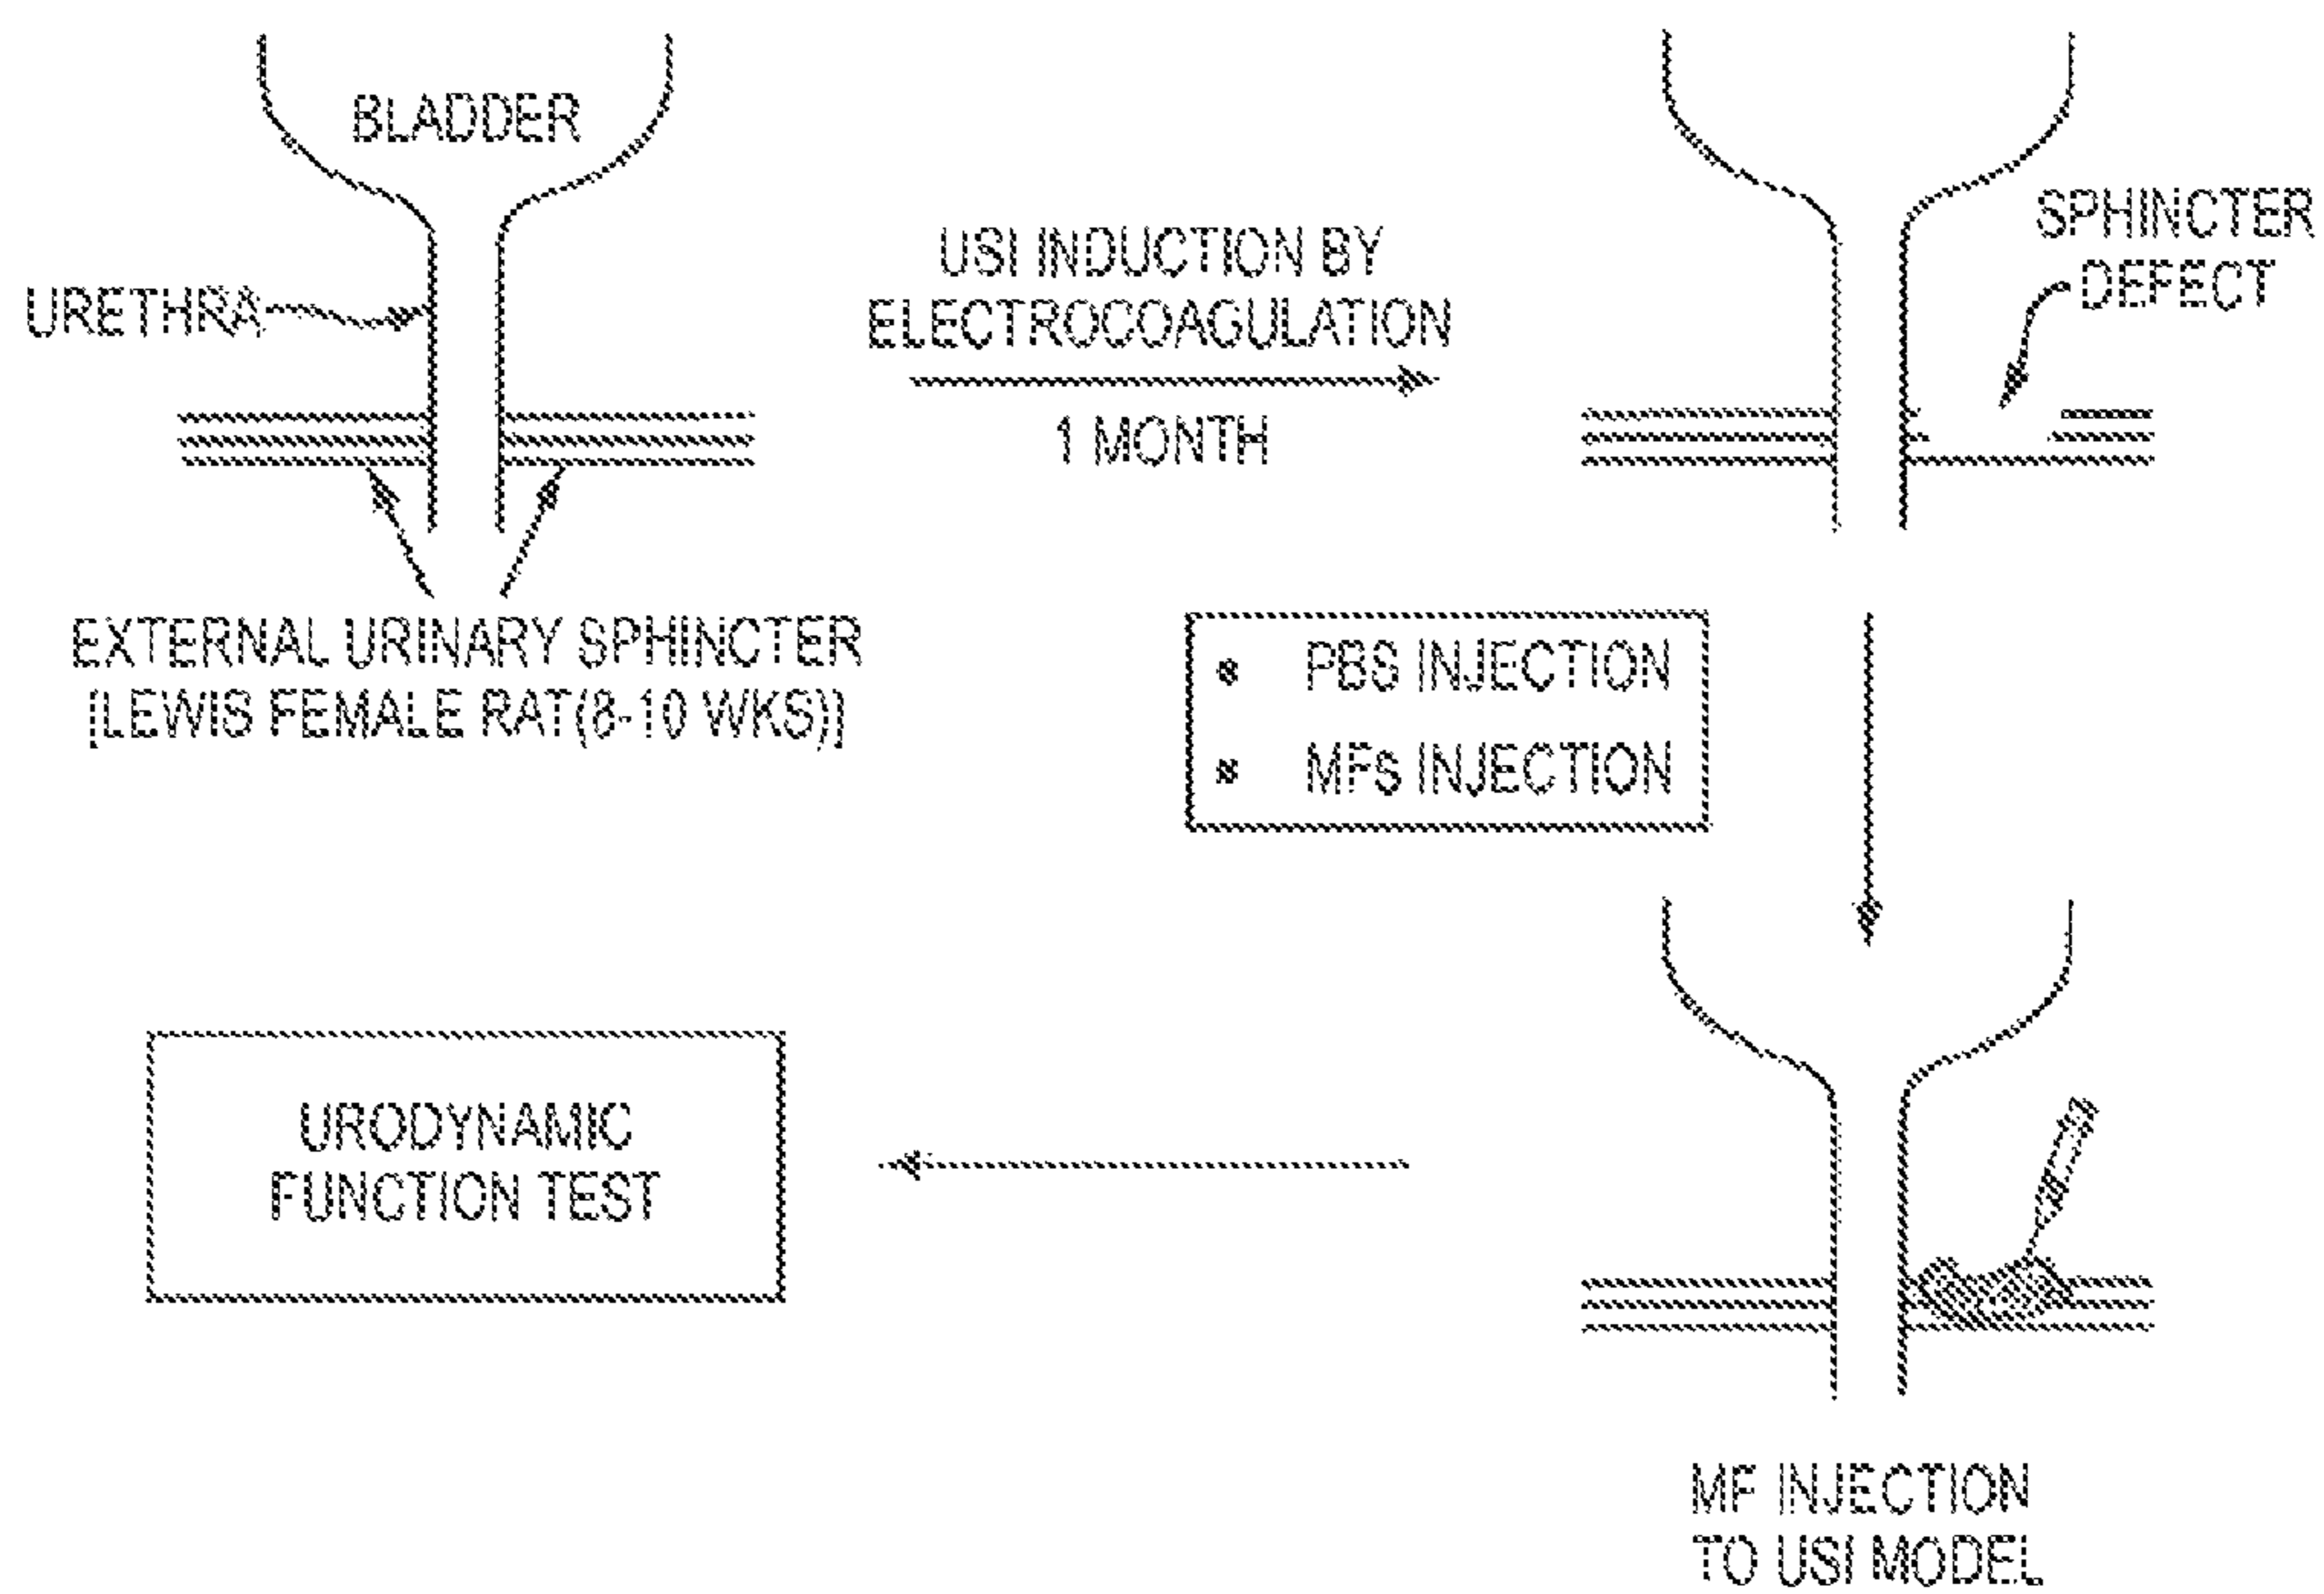 BLADDER
URETHRA
EXTERNAL URINARY SPHINCTER
[LEWIS FEMALE RAT(8-10 WKS)]
USI INDUCTION BY
ELECTROCOAGULATION
1 MONTH
SPHINCTER
DEFECT
• PBS INJECTION
• MFs INJECTION
MF INJECTION
TO USI MODEL
URODYNAMIC
FUNCTION TEST